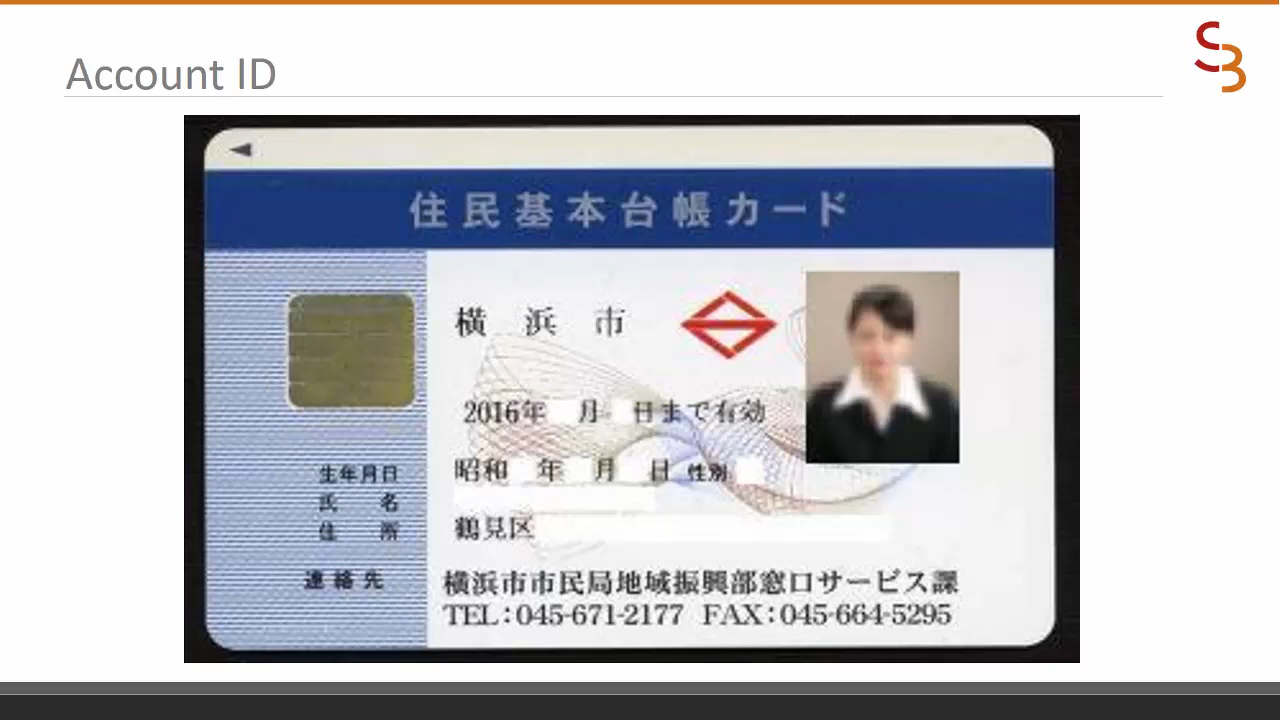 Account ID
SB
住民基本台帳カード
横浜市
2016年 月 日まで有効
生年月日 昭和 年 月 日 性別
氏名
住所 鶴見区
連絡先 横浜市市民局地域振興部窓口サービス課
TEL:045-671-2177 FAX:045-664-5295